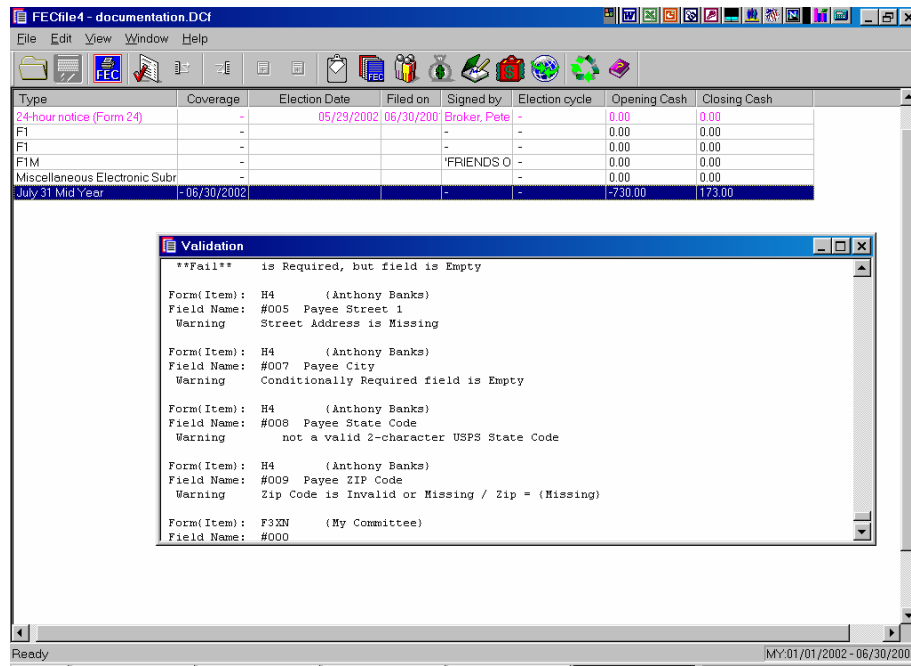 FECfile4 - documentation.DCf
File Edit View Window Help
FEC FEC
Type Coverage Election Date Filed on Signed by Election cycle Opening Cash Closing Cash
24-hour notice (Form 24) - 05/29/2002 06/30/200 Broker, Pete - 0.00 0.00
F1 - - - 0.00 0.00
F1 - - - 0.00 0.00
F1M - 'FRIENDS O - 0.00 0.00
Miscellaneous Electronic Subr - - 0.00 0.00
July 31 Mid Year - 06/30/2002 - - -730.00 173.00
Validation
**Fail** is Required, but field is Empty
Form(Item): H4 (Anthony Banks)
Field Name: #005 Payee Street 1
Warning Street Address is Missing
Form(Item): H4 (Anthony Banks)
Field Name: #007 Payee City
Warning Conditionally Required field is Empty
Form(Item): H4 (Anthony Banks)
Field Name: #008 Payee State Code
Warning not a valid 2-character USPS State Code
Form(Item): H4 (Anthony Banks)
Field Name: #009 Payee ZIP Code
Warning Zip Code is Invalid or Missing / Zip = {Missing}
Form(Item): F3XN (My Committee)
Field Name: #000
Ready MY:01/01/2002 - 06/30/200